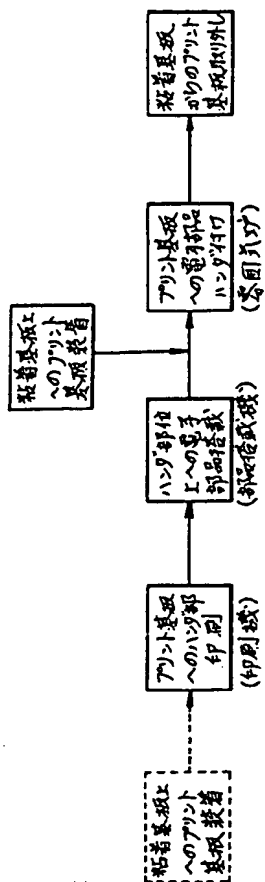 粘着基板上
へのプリント
基板装着
プリント基板
へのハンダ部
印刷
(印刷機)
ハンダ部位
上への電子
部品搭載
(部品搭載機)
粘着基板上
へのプリント
基板装着
プリント基板
への電子部品
ハンダ付け
(雰囲気炉)
粘着基板
からのプリント
基板取り外し